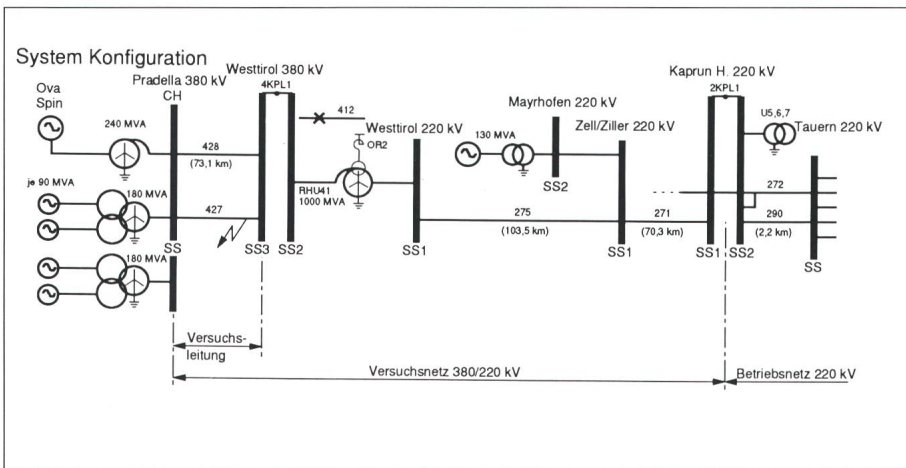 System Konfiguration
Ova
Spin
Pradella 380 kV
CH
Westtirol 380 kV
4KPL1
Kaprun H. 220 kV
2KPL1
240 MVA
412
OR2
Westtirol 220 kV
Mayrhofen 220 kV
130 MVA
Zell/Ziller 220 kV
U5,6,7
Tauern 220 kV
428
(73,1 km)
je 90 MVA
180 MVA
427
RHU41
1000 MVA
SS2
272
275
(103,5 km)
271
(70,3 km)
290
(2,2 km)
SS
SS3
SS2
SS1
SS1
SS1
SS2
SS
180 MVA
Versuchs-
leitung
Versuchsnetz 380/220 kV
Betriebsnetz 220 kV